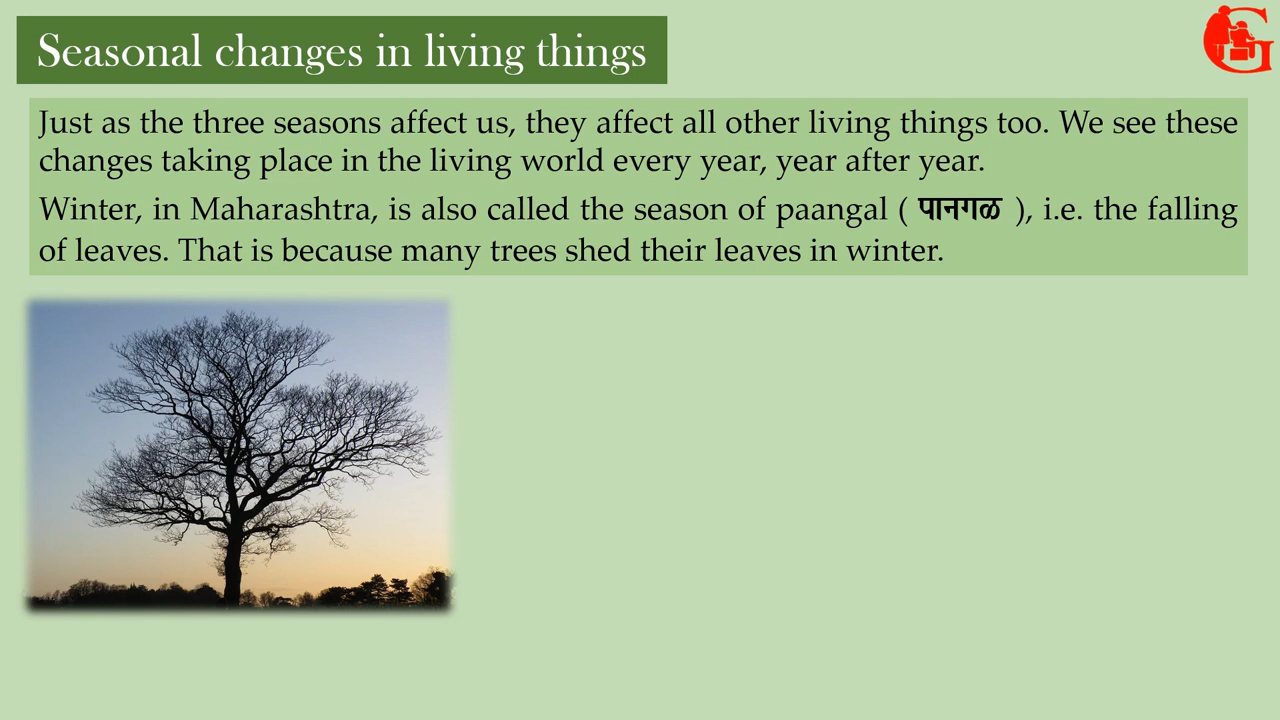 Seasonal changes in living things
Just as the three seasons affect us, they affect all other living things too. We see these
changes taking place in the living world every year, year after year.
Winter, in Maharashtra, is also called the season of paangal ( पानगळ ), i.e. the falling
of leaves. That is because many trees shed their leaves in winter.